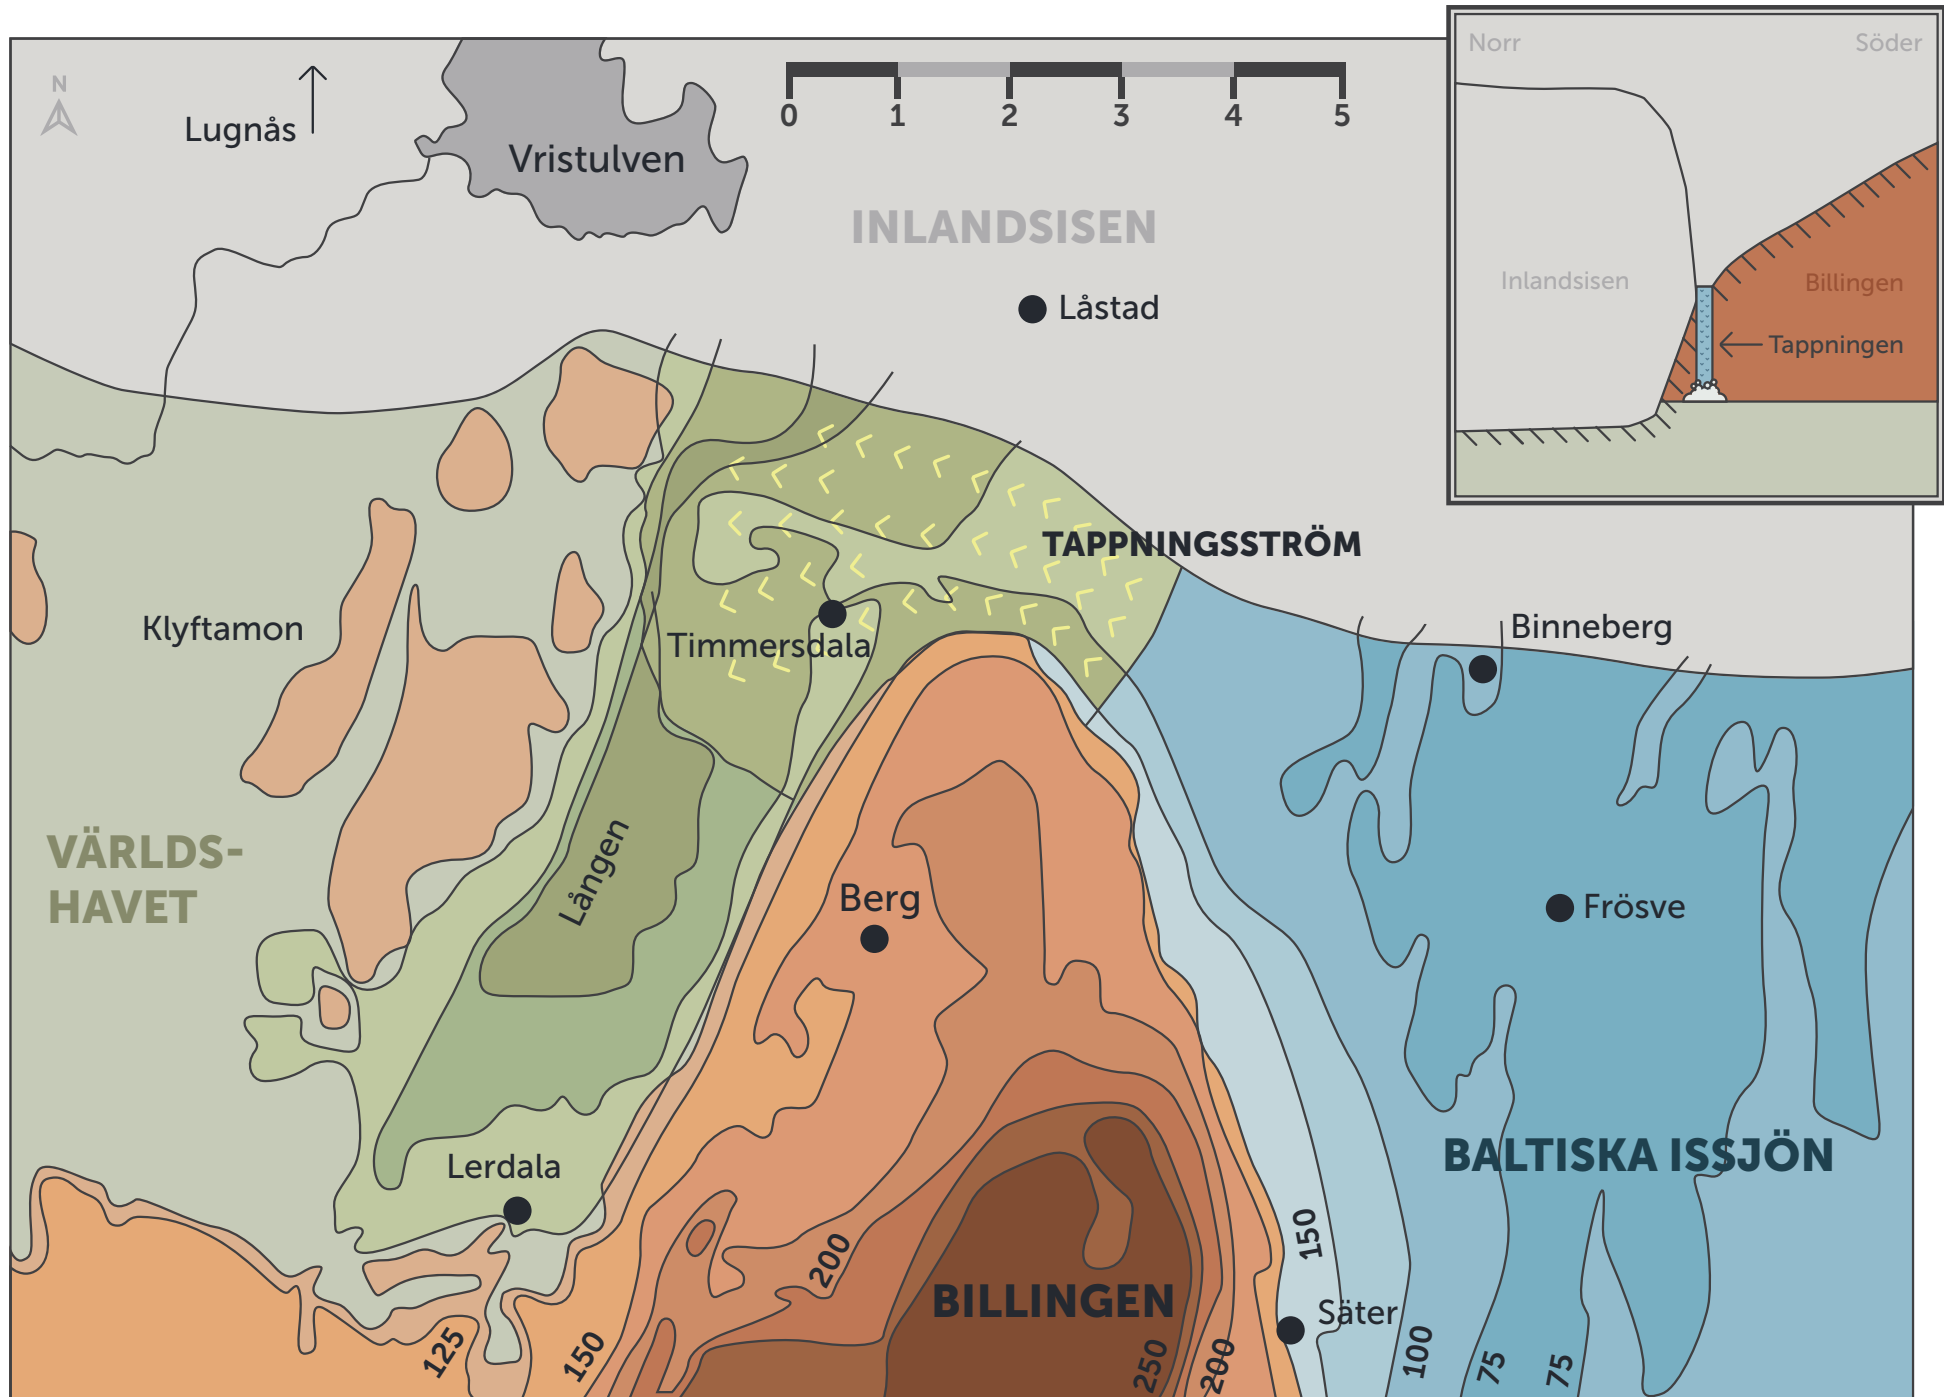 Norr
Söder
N
Lugnås
0 1 2 3 4 5
Vristulven
INLANDSISEN
Inlandsisen
Billingen
Låstad
Tappningen
TAPPNINGSSTRÖM
Klyftamon
Timmersdala
Binneberg
VÄRLDS-
HAVET
Lången
Berg
Frösve
Lerdala
BALTISKA ISSJÖN
150
200
BILLINGEN
Säter
125
150
250
200
100
75
75